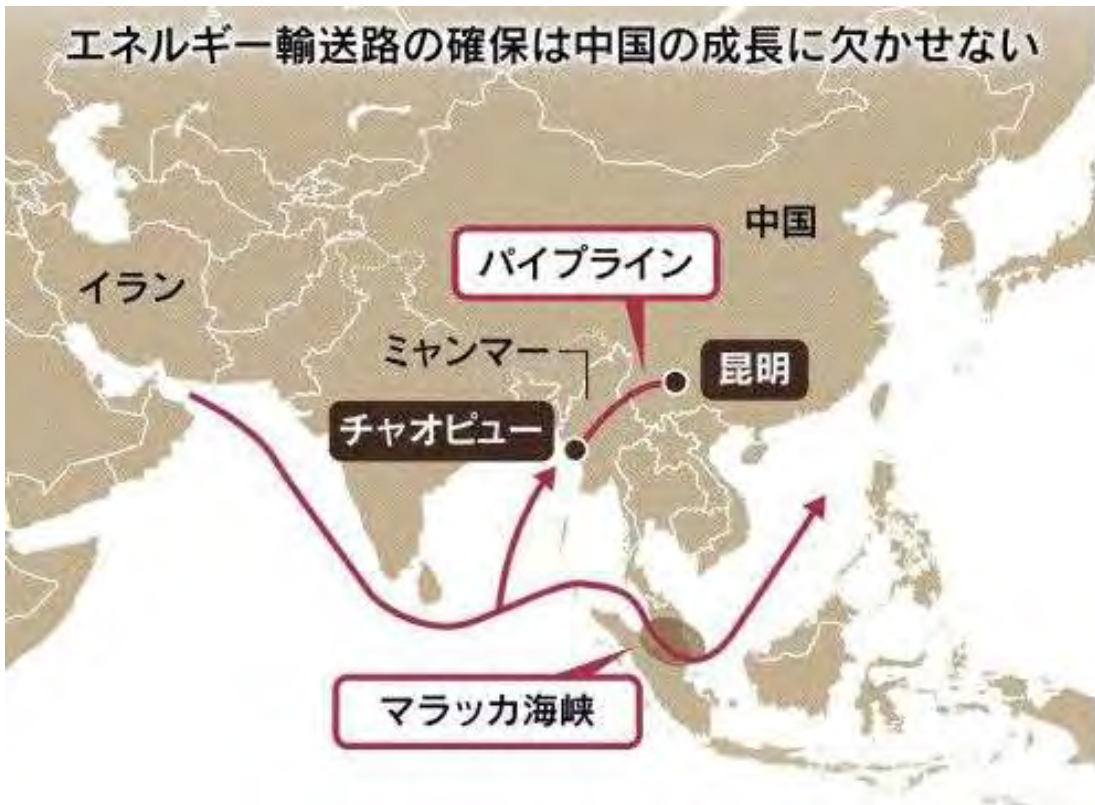 エネルギー輸送路の確保は中国の成長に欠かせない
中国
パイプライン
イラン
ミャンマー
昆明
チャオピュー
マラッカ海峡